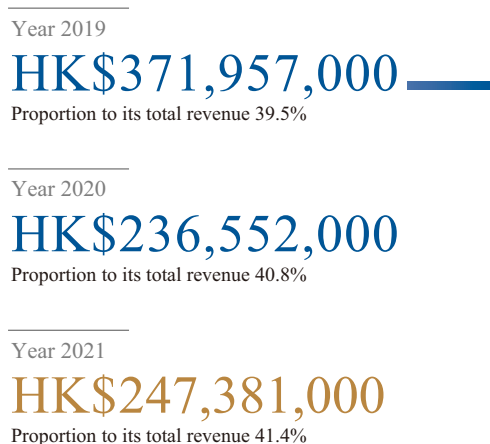 Year 2019
HK$371,957,000
Proportion to its total revenue 39.5%
Year 2020
HK$236,552,000
Proportion to its total revenue 40.8%
Year 2021
HK$247,381,000
Proportion to its total revenue 41.4%